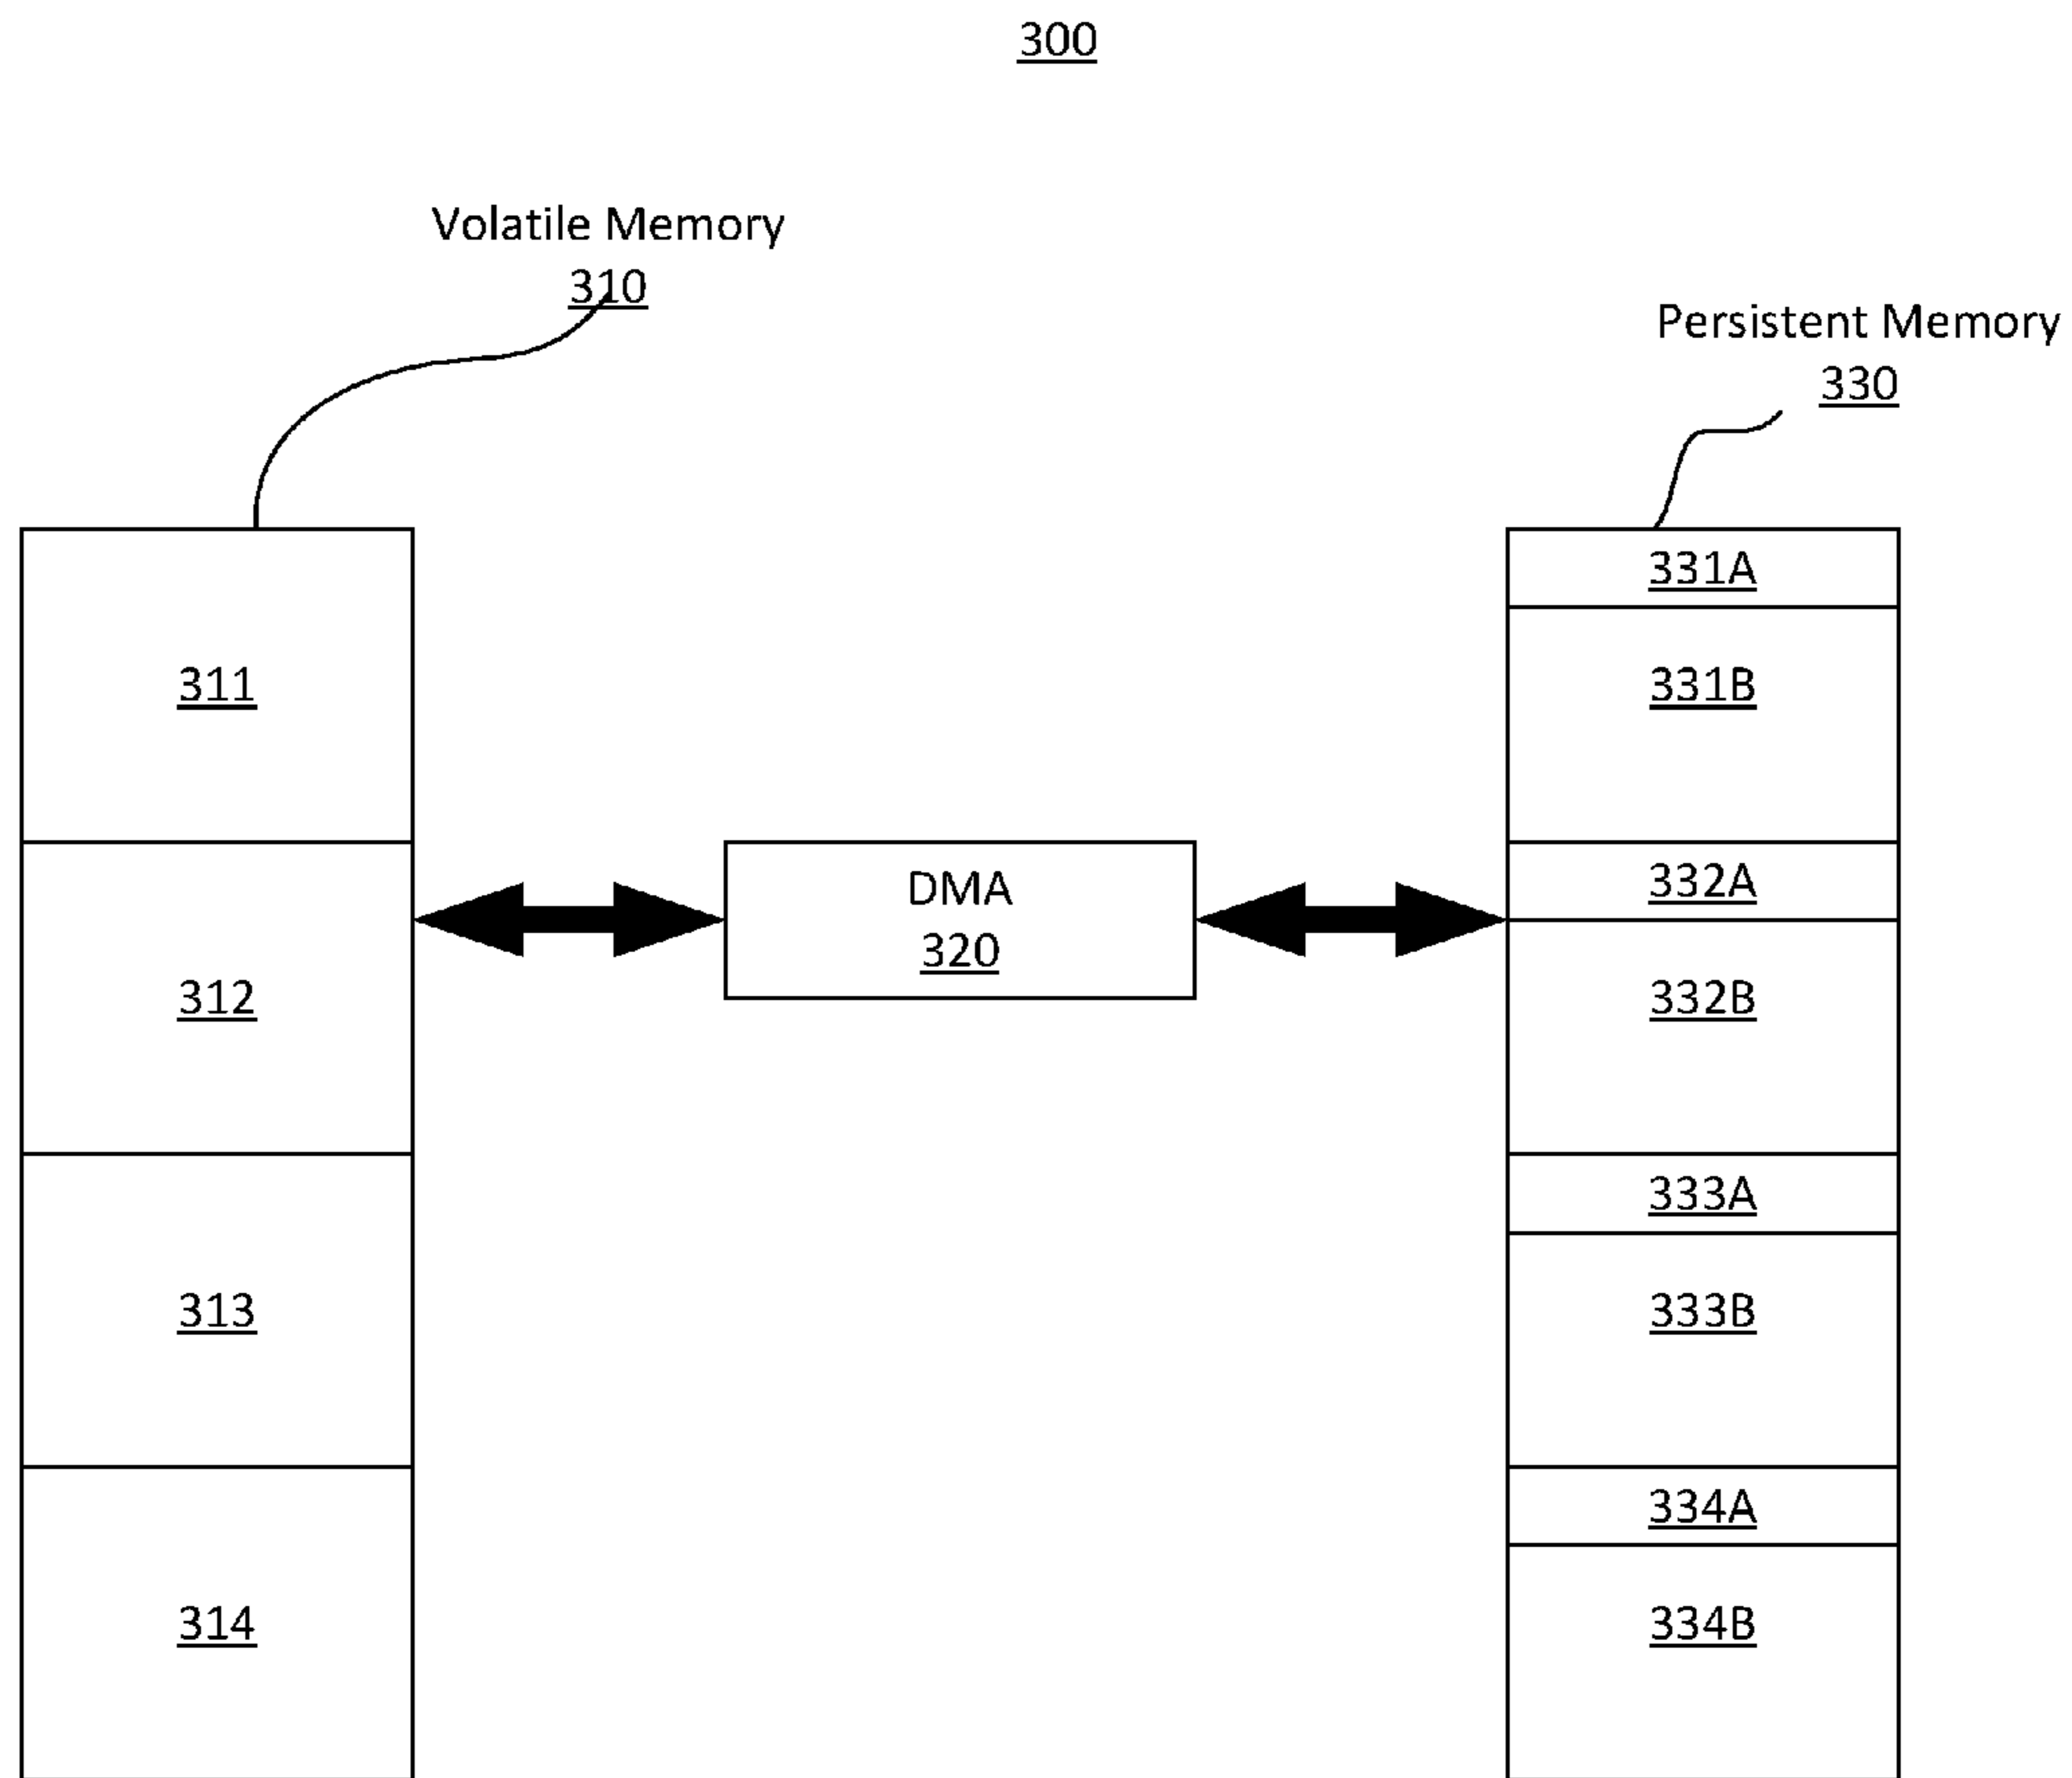 300
Volatile Memory
310
Persistent Memory
330
331A
311
331B
DMA
320
332A
312
332B
333A
313
333B
334A
314
334B